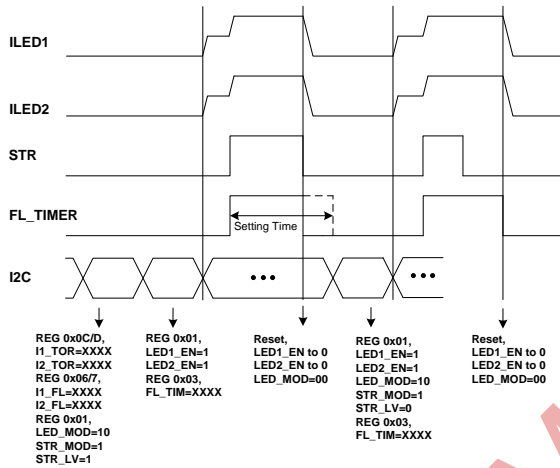 ILED1
ILED2
STR
FL_TIMER
Setting Time
I2C
REG 0x0C/D,
I1_TOR=XXXX
I2_TOR=XXXX
REG 0x06/7,
I1_FL=XXXX
I2_FL=XXXX
REG 0x01,
LED_MOD=10
STR_MOD=1
STR_LV=1
REG 0x01,
LED1_EN=1
LED2_EN=1
REG 0x03,
FL_TIM=XXXX
Reset,
LED1_EN to 0
LED2_EN to 0
LED_MOD=00
REG 0x01,
LED1_EN=1
LED2_EN=1
LED_MOD=10
STR_MOD=1
STR_LV=0
REG 0x03,
FL_TIM=XXXX
Reset,
LED1_EN to 0
LED2_EN to 0
LED_MOD=00